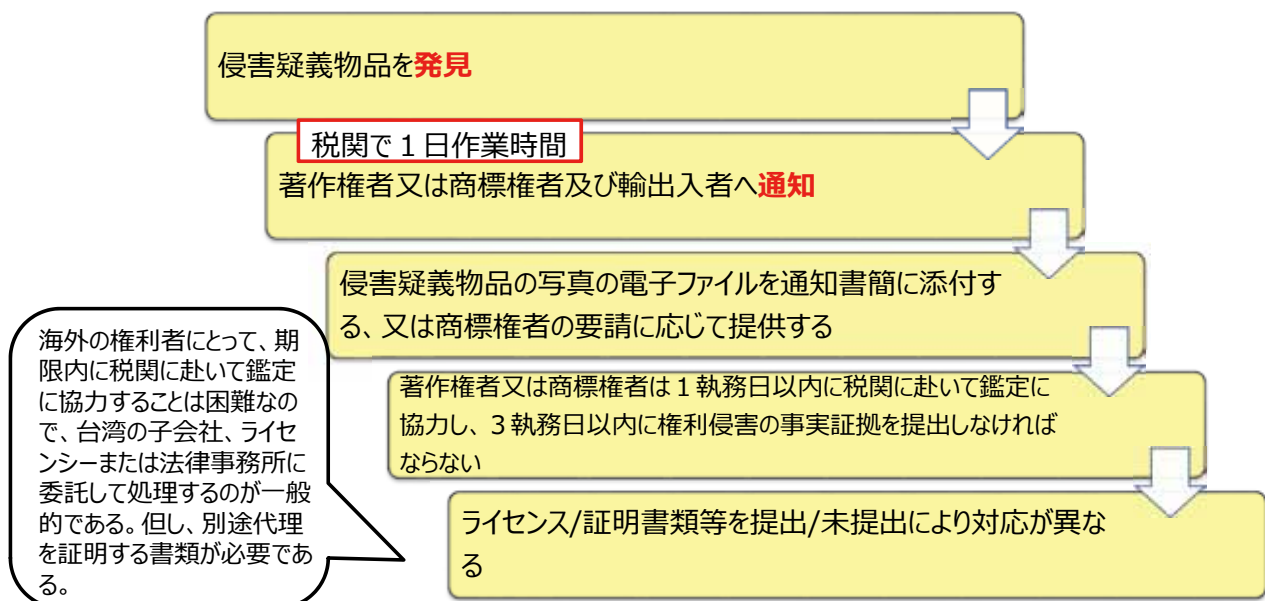 侵害疑義物品を発見
税関で1日作業時間
著作権者又は商標権者及び輸出入者へ通知
侵害疑義物品の写真の電子ファイルを通知書簡に添付す
る、又は商標権者の要請に応じて提供する
著作権者又は商標権者は1執務日以内に税関に赴いて鑑定に
協力し、3執務日以内に権利侵害の事実証拠を提出しなければ
ならない
ライセンス/証明書類等を提出/未提出により対応が異な
る
海外の権利者にとって、期
限内に税関に赴いて鑑定
に協力することは困難なの
で、台湾の子会社、ライセ
ンシーまたは法律事務所に
委託して処理するのが一般
的である。但し、別途代理
を証明する書類が必要であ
る。